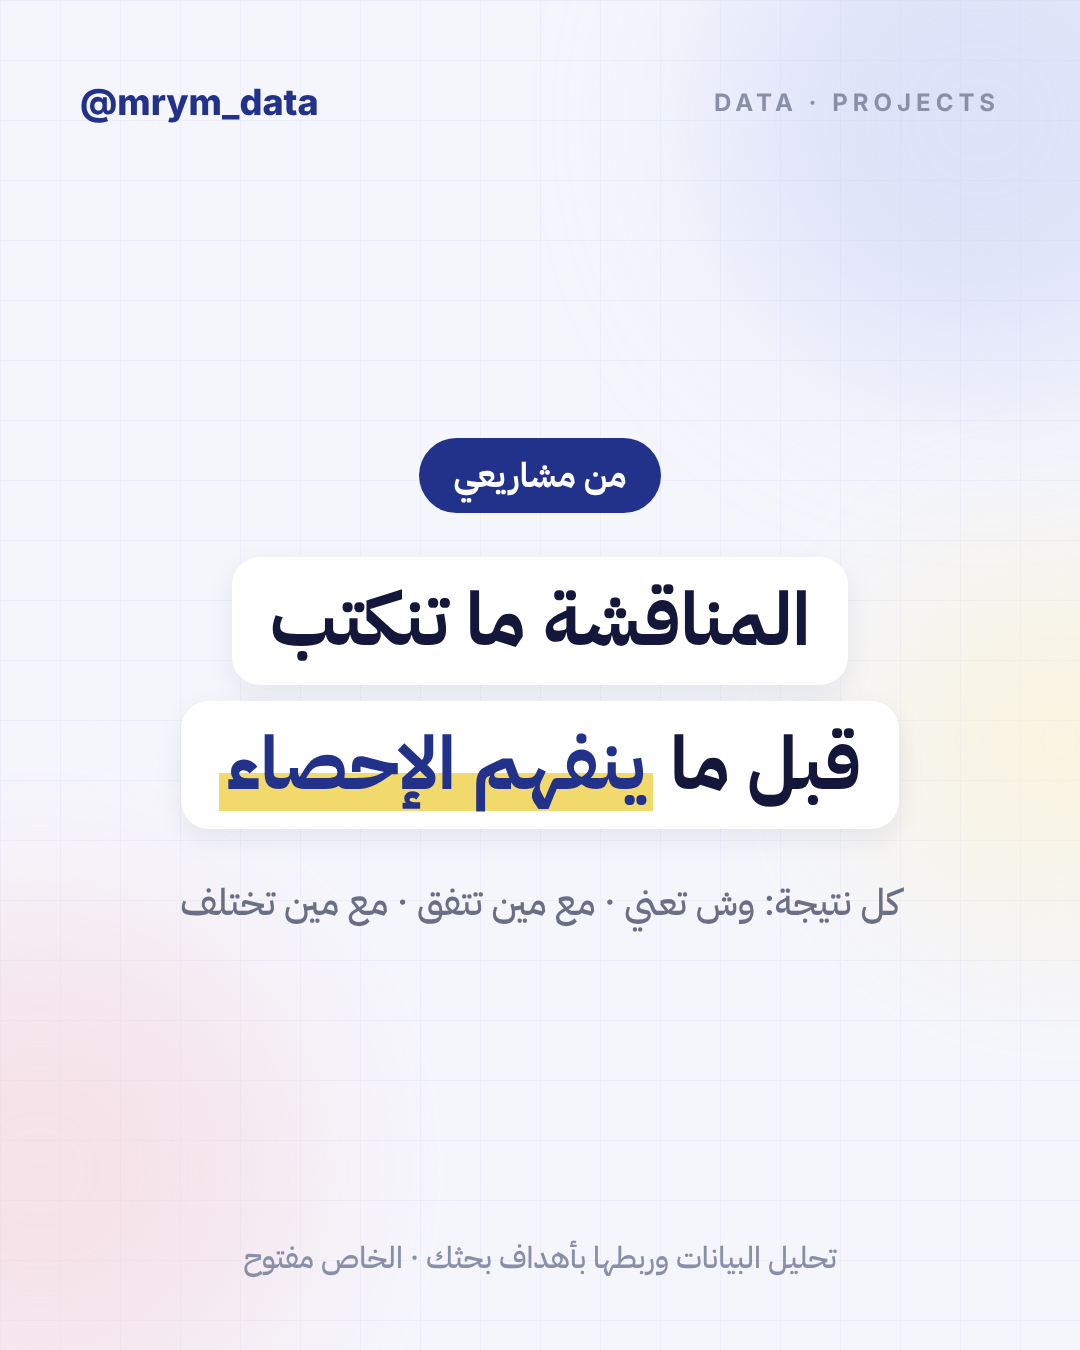 @mrym_data
DATA · PROJECTS
من مشاريعي
المناقشة ما تنكتب
قبل ما ينفهم الإحصاء
كل نتيجة: وش تعني · مع مين تتفق · مع مين تختلف
تحليل البيانات وربطها بأهداف بحثك · الخاص مفتوح